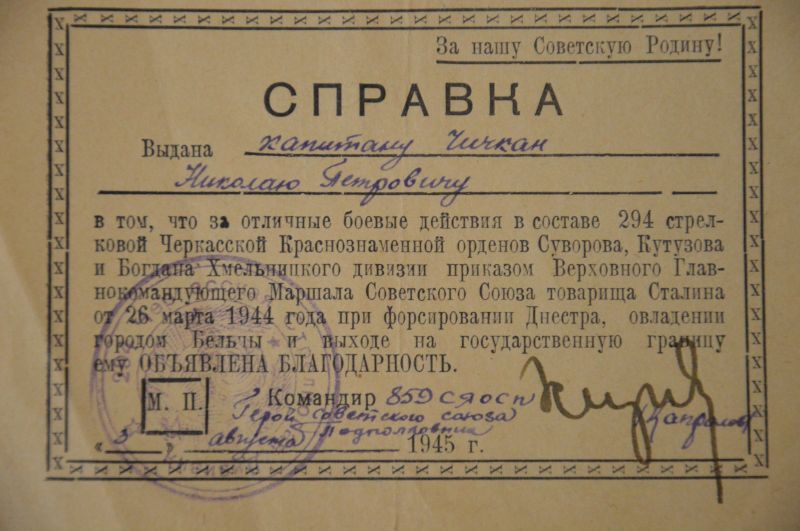 За нашу Советскую Родину!
СПРАВКА
Выдана капитану Чичкан
Николаю Петровичу
в том, что за отличные боевые действия в составе 294 стрел-
ковой Черкасской Краснознаменной орденов Суворова, Кутузова
и Богдана Хмельницкого дивизии приказом Верховного Глав-
нокомандующего Маршала Советского Союза товарища Сталина
от 26 марта 1944 года при форсировании Днестра, овладении
городом Бельчы и выходе на государственную границу
ему ОБЪЯВЛЕНА БЛАГОДАРНОСТЬ.
М. П.
Командир 859
Герой Советского союза
подполковник
„3" августа 1945 г.